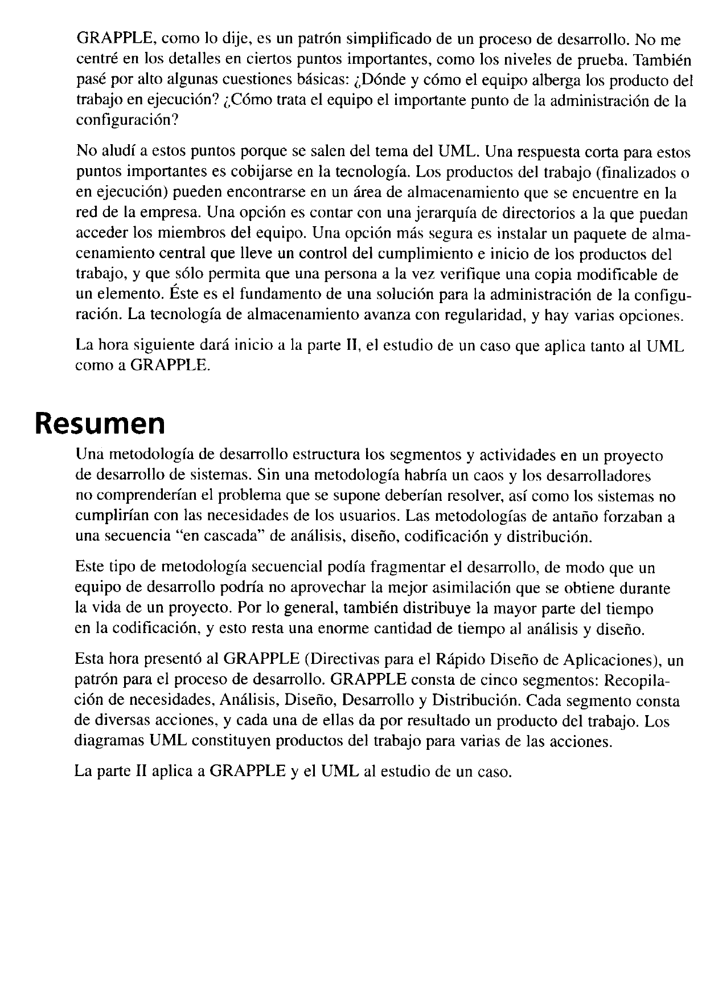 GRAPPLE, como lo dije, es un patrón simplificado de un proceso de desarrollo. No me
centré en los detalles en ciertos puntos importantes, como los niveles de prueba. También
pasé por alto algunas cuestiones básicas: ¿Dónde y cómo el equipo alberga los producto del
trabajo en ejecución? ¿Cómo trata el equipo el importante punto de la administración de la
configuración?
No aludí a estos puntos porque se salen del tema del UML. Una respuesta corta para estos
puntos importantes es cobijarse en la tecnología. Los productos del trabajo (finalizados o
en ejecución) pueden encontrarse en un área de almacenamiento que se encuentre en la
red de la empresa. Una opción es contar con una jerarquía de directorios a la que puedan
acceder los miembros del equipo. Una opción más segura es instalar un paquete de alma-
cenamiento central que lleve un control del cumplimiento e inicio de los productos del
trabajo, y que sólo permita que una persona a la vez verifique una copia modificable de
un elemento. Éste es el fundamento de una solución para la administración de la configu-
ración. La tecnología de almacenamiento avanza con regularidad, y hay varias opciones.
La hora siguiente dará inicio a la parte II, el estudio de un caso que aplica tanto al UML
como a GRAPPLE.
Resumen
Una metodología de desarrollo estructura los segmentos y actividades en un proyecto
de desarrollo de sistemas. Sin una metodología habría un caos y los desarrolladores
no comprenderían el problema que se supone deberían resolver, así como los sistemas no
cumplirían con las necesidades de los usuarios. Las metodologías de antaño forzaban a
una secuencia “en cascada” de análisis, diseño, codificación y distribución.
Este tipo de metodología secuencial podía fragmentar el desarrollo, de modo que un
equipo de desarrollo podría no aprovechar la mejor asimilación que se obtiene durante
la vida de un proyecto. Por lo general, también distribuye la mayor parte del tiempo
en la codificación, y esto resta una enorme cantidad de tiempo al análisis y diseño.
Esta hora presentó al GRAPPLE (Directivas para el Rápido Diseño de Aplicaciones), un
patrón para el proceso de desarrollo. GRAPPLE consta de cinco segmentos: Recopila-
ción de necesidades, Análisis, Diseño, Desarrollo y Distribución. Cada segmento consta
de diversas acciones, y cada una de ellas da por resultado un producto del trabajo. Los
diagramas UML constituyen productos del trabajo para varias de las acciones.
La parte II aplica a GRAPPLE y el UML al estudio de un caso.